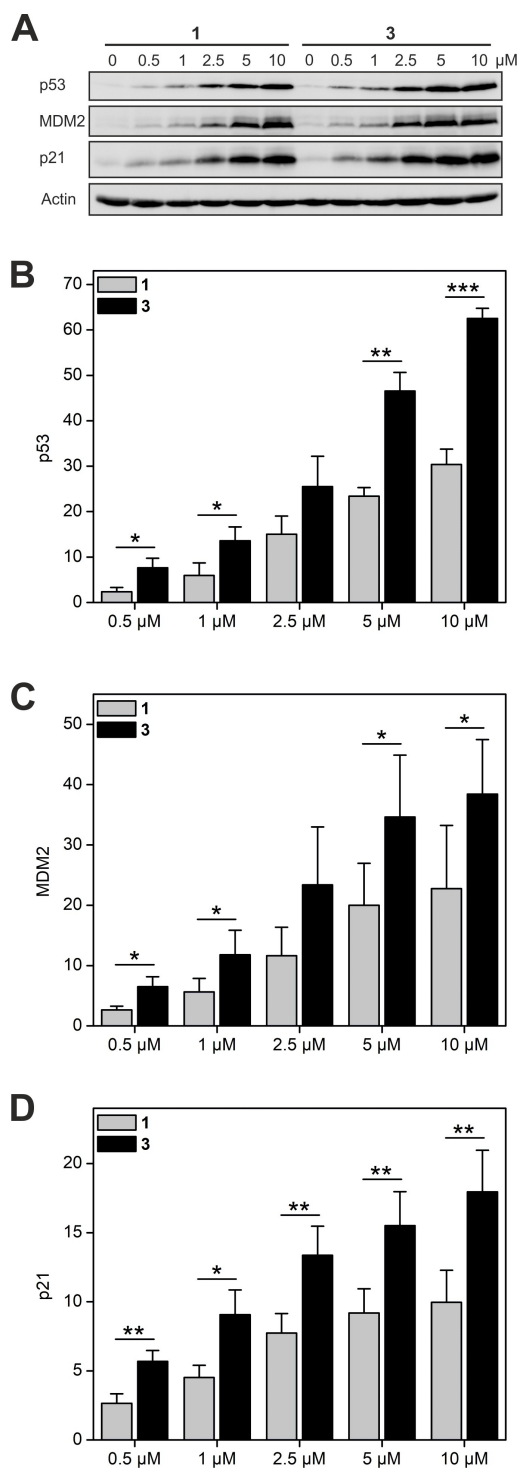 A
1 3
0 0.5 1 2.5 5 10 0 0.5 1 2.5 5 10 µM
p53
MDM2
p21
Actin
B
1
3
p53
70
60
50
40
30
20
10
0
* * ** ***
0.5 µM 1 µM 2.5 µM 5 µM 10 µM
C
1
3
MDM2
50
40
30
20
10
0
* * * *
0.5 µM 1 µM 2.5 µM 5 µM 10 µM
D
1
3
p21
20
15
10
5
0
** * ** ** **
0.5 µM 1 µM 2.5 µM 5 µM 10 µM